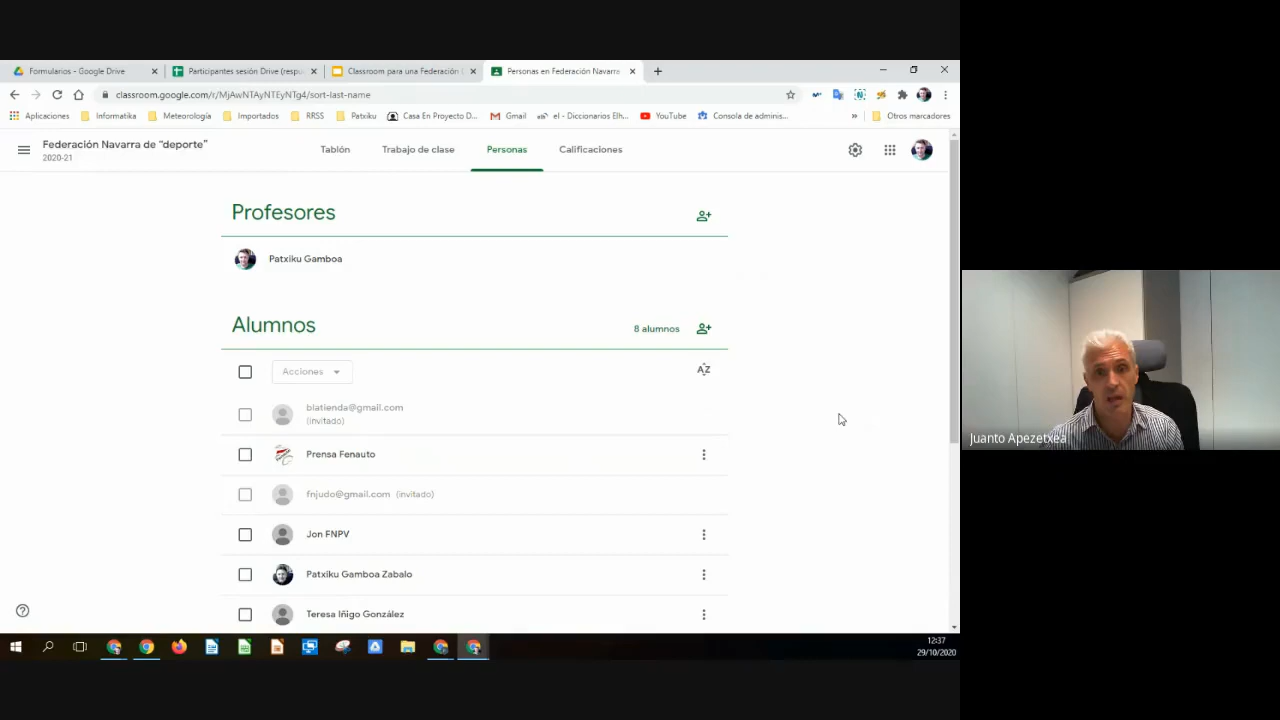 Formularios - Google Drive
Participantes sesión Drive (respu
Classroom para una Federación (
Personas en Federación Navarra
classroom.google.com/r/MjAwNTAyNTEyNTg4/sort-last-name
Aplicaciones
Informatika
Meteorología
Importados
RRSS
Patxiku
Casa En Proyecto D...
Gmail
el - Diccionarios Elh...
YouTube
Consola de adminis...
»
Otros marcadores
Federación Navarra de "deporte"
2020-21
Tablón
Trabajo de clase
Personas
Calificaciones
Profesores
Patxiku Gamboa
Alumnos
8 alumnos
Acciones
AZ
blatienda@gmail.com
(invitado)
Prensa Fenauto
fnjudo@gmail.com (invitado)
Jon FNPV
Patxiku Gamboa Zabalo
Teresa Iñigo González
12:37
29/10/2020
Juanto Apezetxea